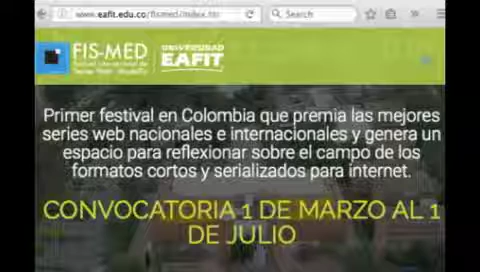 www.eafit.edu.co/fismed/index.ht
Search
FIS-MED
UNIVERSIDAD
EAFIT
Primer festival en Colombia que premia las mejores
series web nacionales e internacionales y genera un
espacio para reflexionar sobre el campo de los
formatos cortos y serializados para internet.
CONVOCATORIA 1 DE MARZO AL 1
DE JULIO